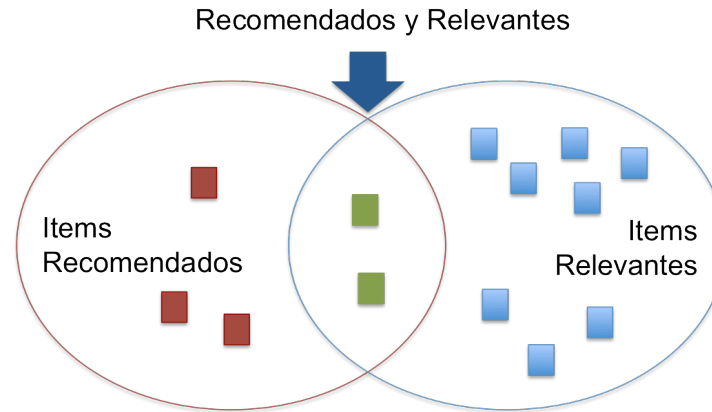 Recomendados y Relevantes
Items
Recomendados
Items
Relevantes